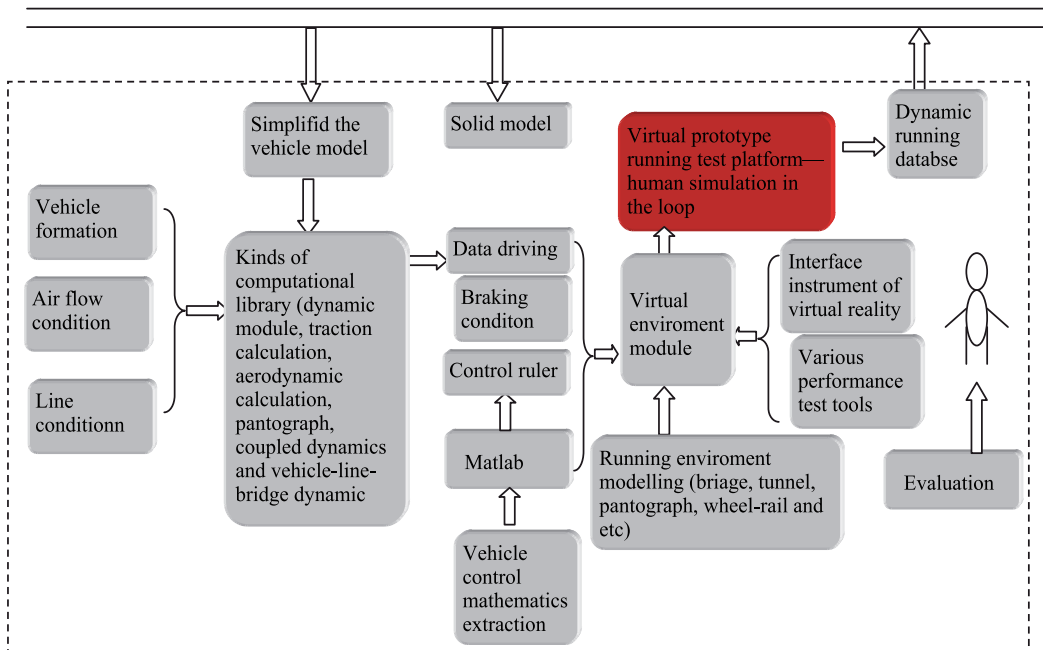 Simplifid the
vehicle model
Solid model
Virtual prototype
running test platform—
human simulation in
the loop
Dynamic
running
databse
Vehicle
formation
Air flow
condition
Line
conditionn
Kinds of
computational
library (dynamic
module, traction
calculation,
aerodynamic
calculation,
pantograph,
coupled dynamics
and vehicle-line-
bridge dynamic
Data driving
Braking
conditon
Control ruler
Matlab
Vehicle
control
mathematics
extraction
Virtual
enviroment
module
Running enviroment
modelling (briage, tunnel,
pantograph, wheel-rail and
etc)
Interface
instrument of
virtual reality
Various
performance
test tools
Evaluation